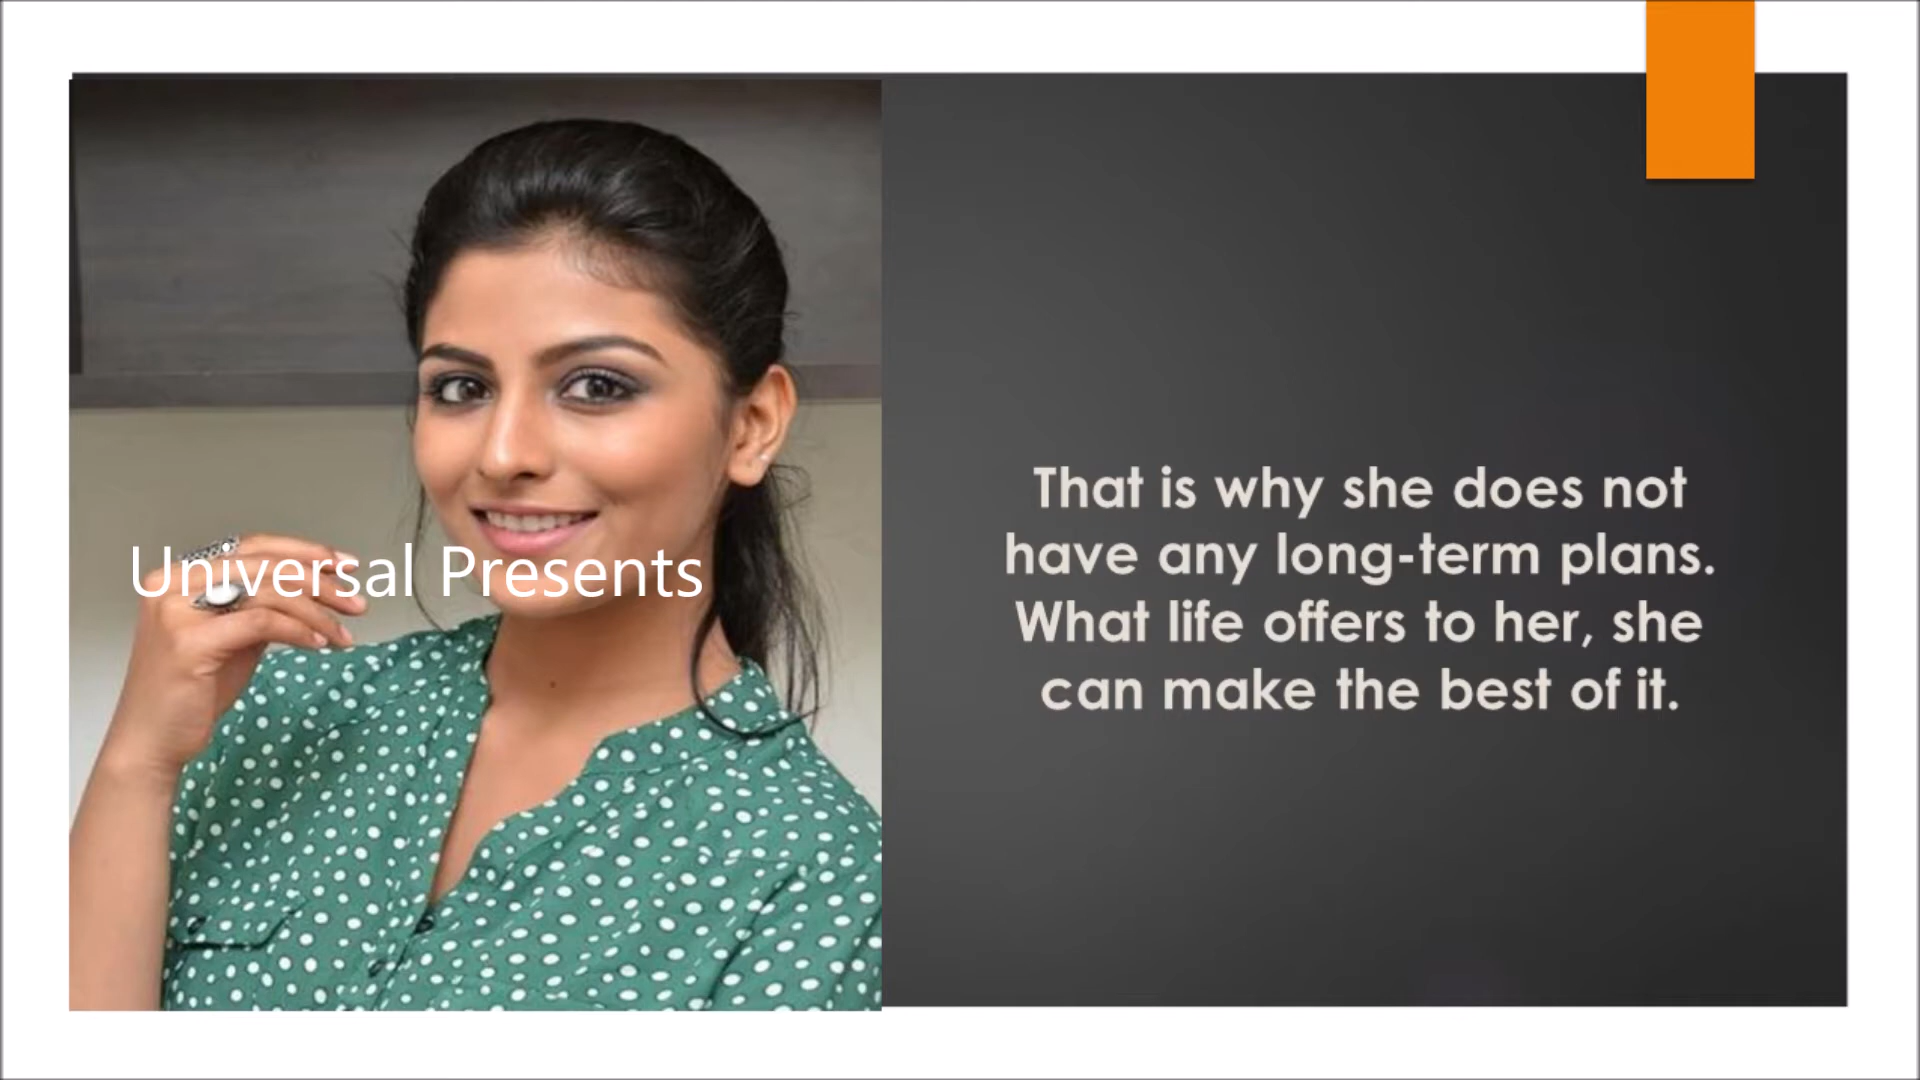 Universal Presents
That is why she does not
have any long-term plans.
What life offers to her, she
can make the best of it.